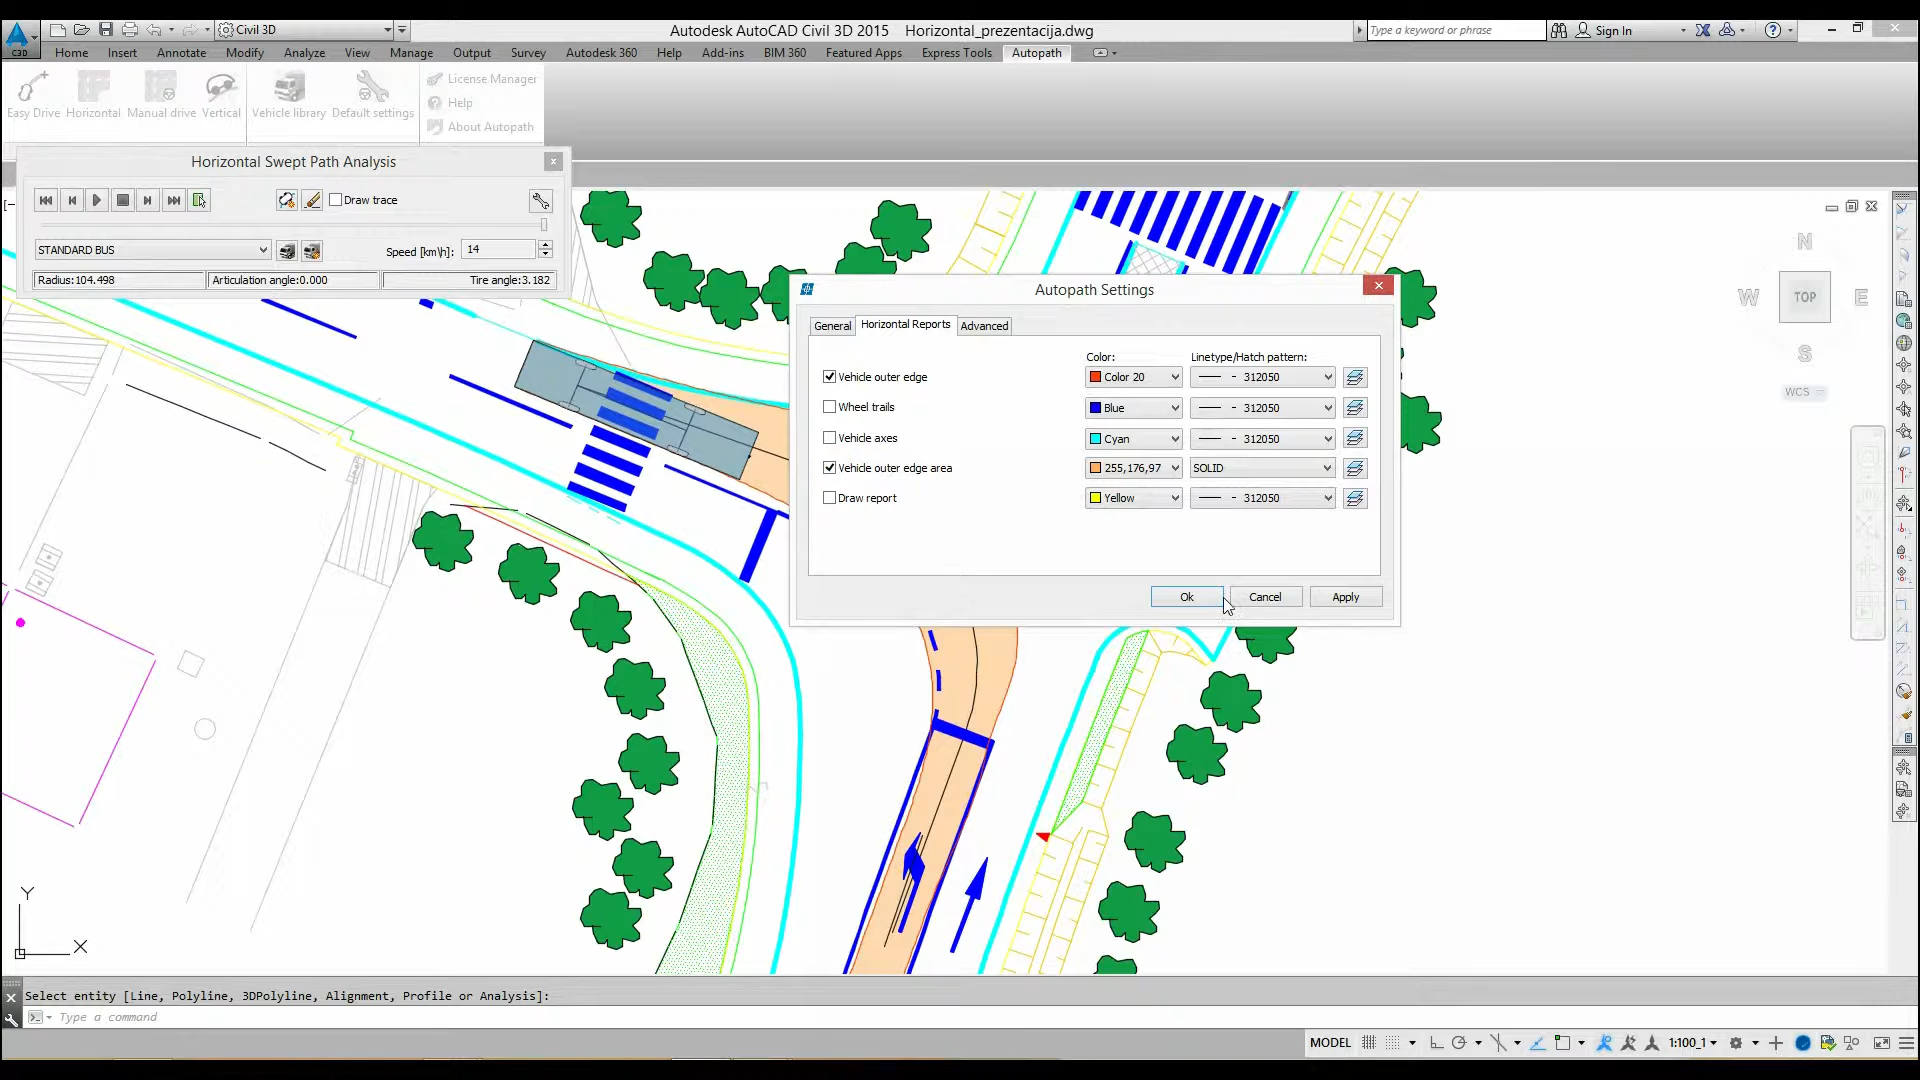 Civil 3D
Autodesk AutoCAD Civil 3D 2015 Horizontal_prezentacija.dwg
Type a keyword or phrase
Sign In
C3D
Home Insert Annotate Modify Analyze View Manage Output Survey Autodesk 360 Help Add-ins BIM 360 Featured Apps Express Tools Autopath
Easy Drive Horizontal Manual drive Vertical Vehicle library Default settings
License Manager
Help
About Autopath
Horizontal Swept Path Analysis
Draw trace
STANDARD BUS
Speed [km\h]: 14
Radius:104.498 Articulation angle:0.000 Tire angle:3.182
Autopath Settings
General Horizontal Reports Advanced
Color: Linetype/Hatch pattern:
Vehicle outer edge Color 20 312050
Wheel trails Blue 312050
Vehicle axes Cyan 312050
Vehicle outer edge area 255,176,97 SOLID
Draw report Yellow 312050
Ok Cancel Apply
N
W TOP E
S
WCS
Y
X
Select entity [Line, Polyline, 3DPolyline, Alignment, Profile or Analysis]:
Type a command
MODEL 1:100_1